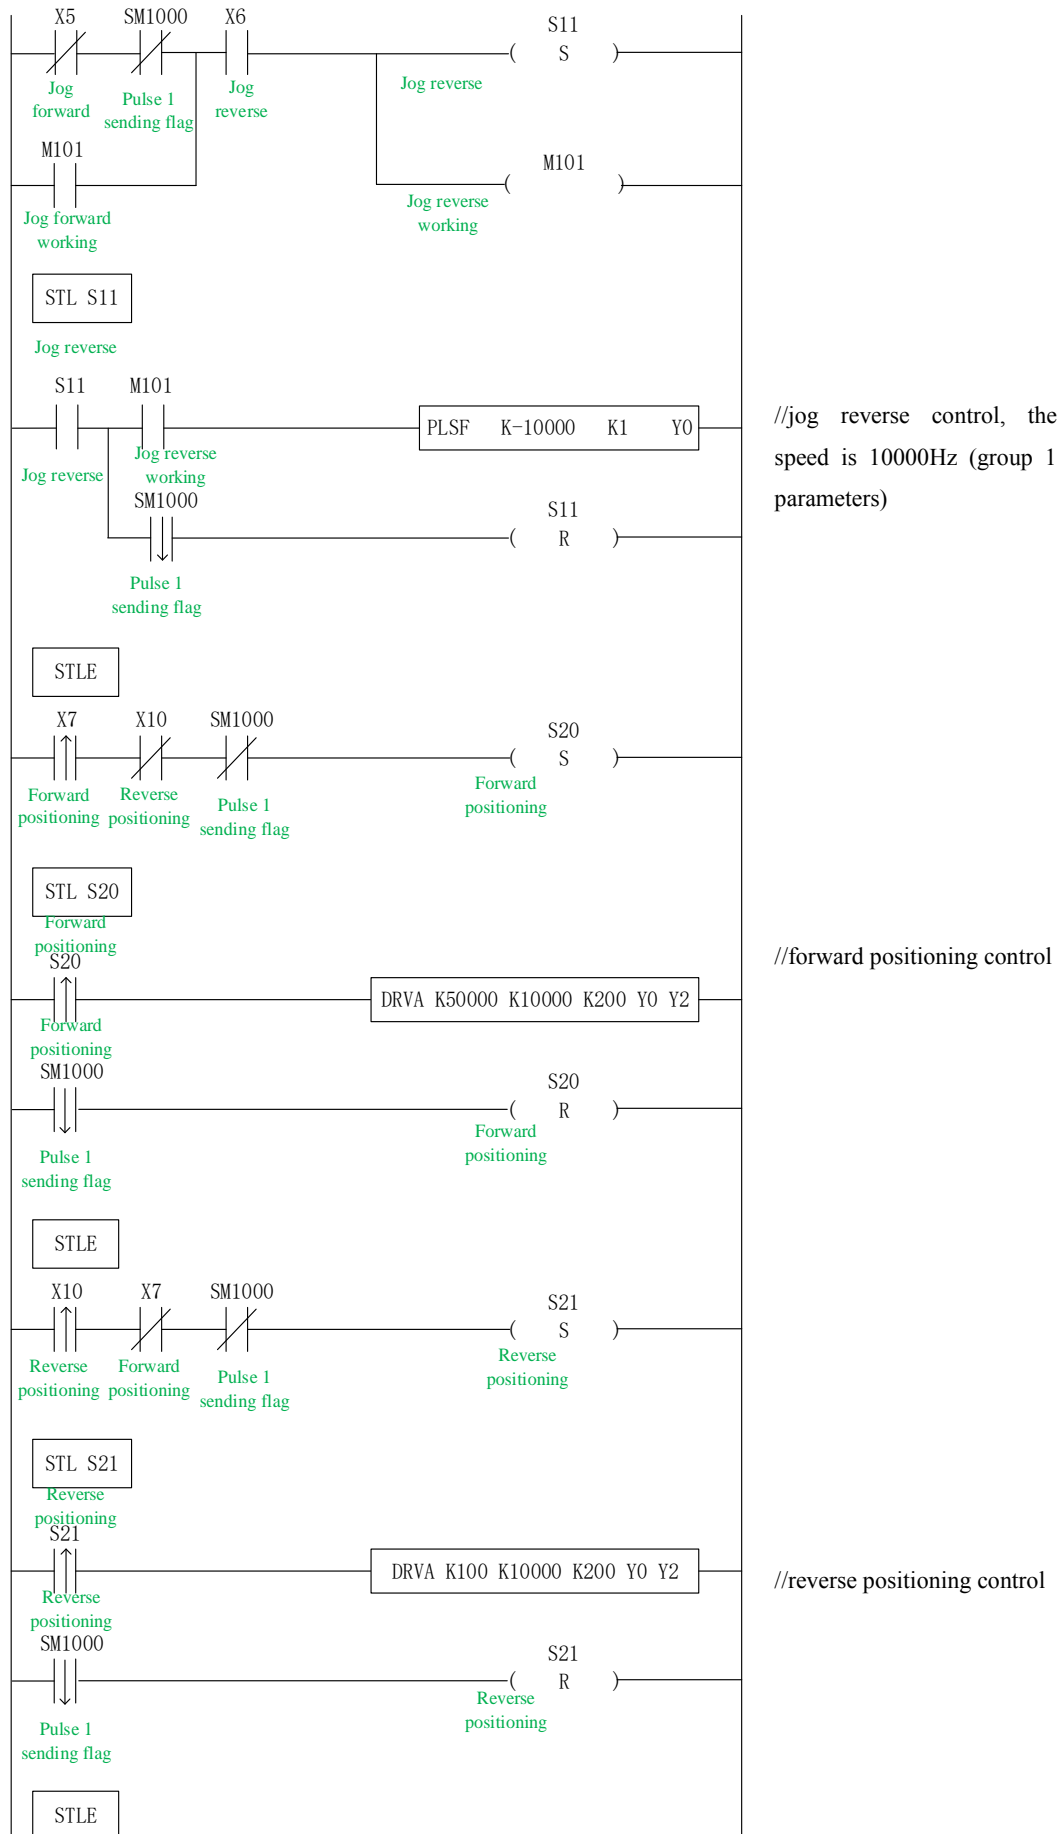 X5 SM1000 X6
S11
( S )
Jog forward
Pulse 1 sending flag
Jog reverse
Jog reverse
M101
M101
( )
Jog forward working
Jog reverse working
STL S11
Jog reverse
S11 M101
PLSF K-10000 K1 Y0
//jog reverse control, the
speed is 10000Hz (group 1
parameters)
Jog reverse
Jog reverse working
SM1000
S11
( R )
Pulse 1
sending flag
STLE
X7 X10 SM1000
S20
( S )
Forward positioning
Reverse positioning
Pulse 1 sending flag
Forward positioning
STL S20
Forward
positioning
//forward positioning control
S20
DRVA K50000 K10000 K200 Y0 Y2
Forward
positioning
SM1000
S20
( R )
Forward
positioning
Pulse 1
sending flag
STLE
X10 X7 SM1000
S21
( S )
Reverse positioning
Forward positioning
Pulse 1 sending flag
Reverse positioning
STL S21
Reverse
positioning
S21
DRVA K100 K10000 K200 Y0 Y2
//reverse positioning control
Reverse
positioning
SM1000
S21
( R )
Reverse
positioning
Pulse 1
sending flag
STLE